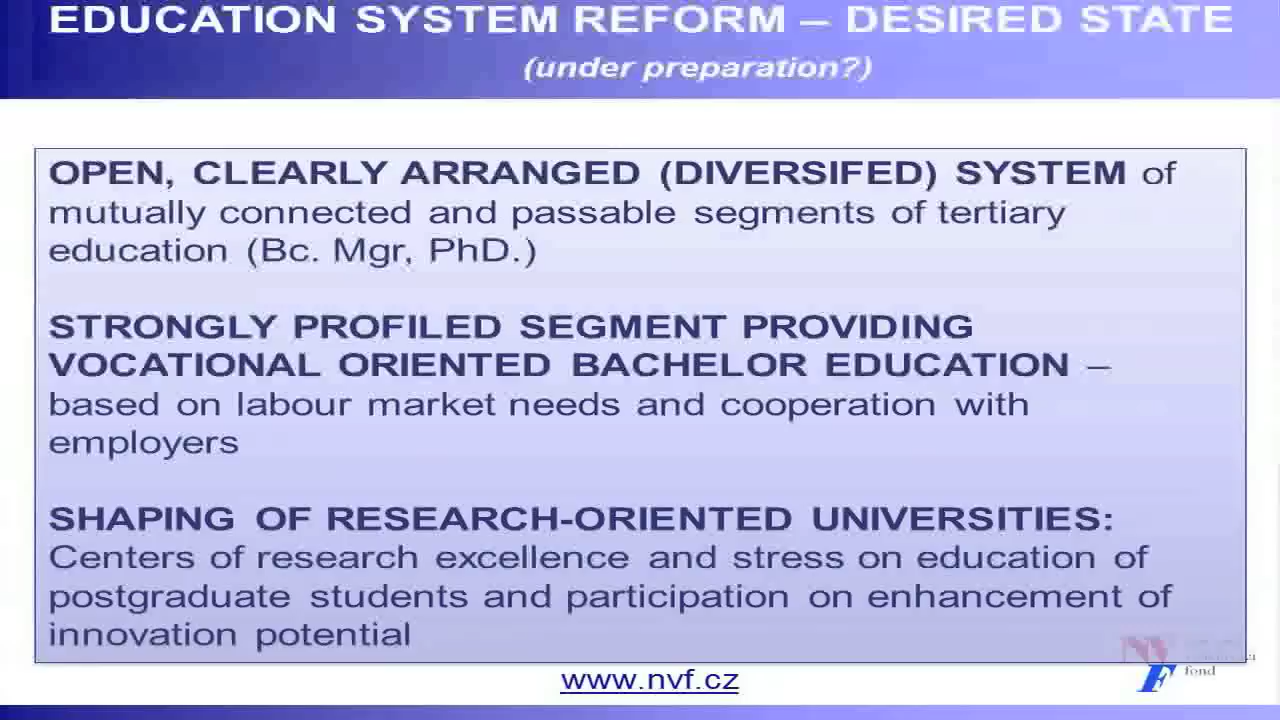 EDUCATION SYSTEM REFORM – DESIRED STATE
(under preparation?)
OPEN, CLEARLY ARRANGED (DIVERSIFED) SYSTEM of
mutually connected and passable segments of tertiary
education (Bc. Mgr, PhD.)
STRONGLY PROFILED SEGMENT PROVIDING
VOCATIONAL ORIENTED BACHELOR EDUCATION –
based on labour market needs and cooperation with
employers
SHAPING OF RESEARCH-ORIENTED UNIVERSITIES:
Centers of research excellence and stress on education of
postgraduate students and participation on enhancement of
innovation potential
www.nvf.cz
NVF
fond